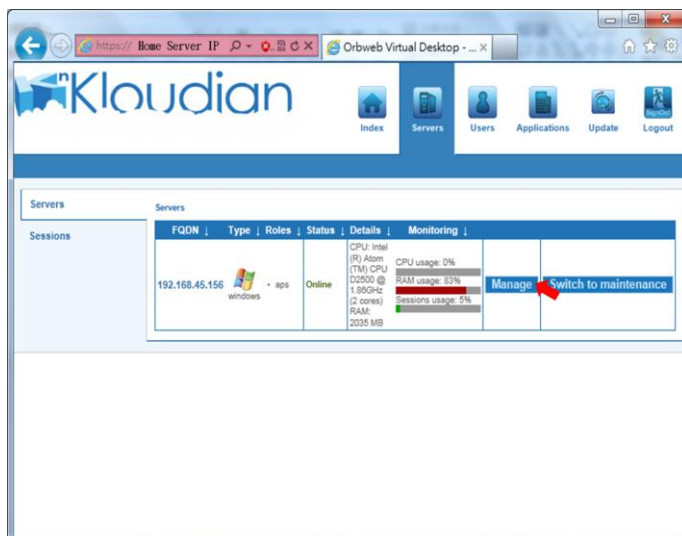 https:// Home Server IP
Orbweb Virtual Desktop - ...
nKloudian
Index
Servers
Users
Applications
Update
SignOut
Logout
Servers
Sessions
Servers
FQDN ↓ Type ↓ Roles ↓ Status ↓ Details ↓ Monitoring ↓
192.168.45.156
windows
• aps
Online
CPU: Intel
(R) Atom
(TM) CPU
D2500 @
1.86GHz
(2 cores)
RAM:
2035 MB
CPU usage: 0%
RAM usage: 83%
Sessions usage: 5%
Manage
Switch to maintenance